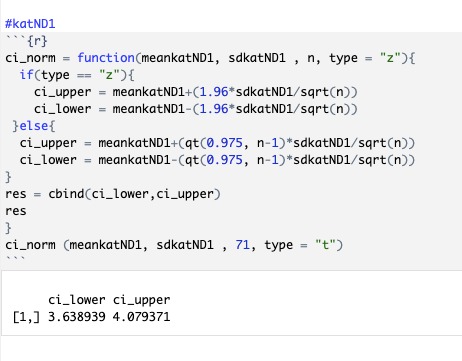 #katND1
```{r}
ci_norm = function(meankatND1, sdkatND1 , n, type = "z"){
  if(type == "z"){
    ci_upper = meankatND1+(1.96*sdkatND1/sqrt(n))
    ci_lower = meankatND1-(1.96*sdkatND1/sqrt(n))
 }else{
  ci_upper = meankatND1+(qt(0.975, n-1)*sdkatND1/sqrt(n))
  ci_lower = meankatND1-(qt(0.975, n-1)*sdkatND1/sqrt(n))
}
res = cbind(ci_lower,ci_upper)
res
}
ci_norm (meankatND1, sdkatND1 , 71, type = "t")
```
     ci_lower ci_upper
[1,] 3.638939 4.079371